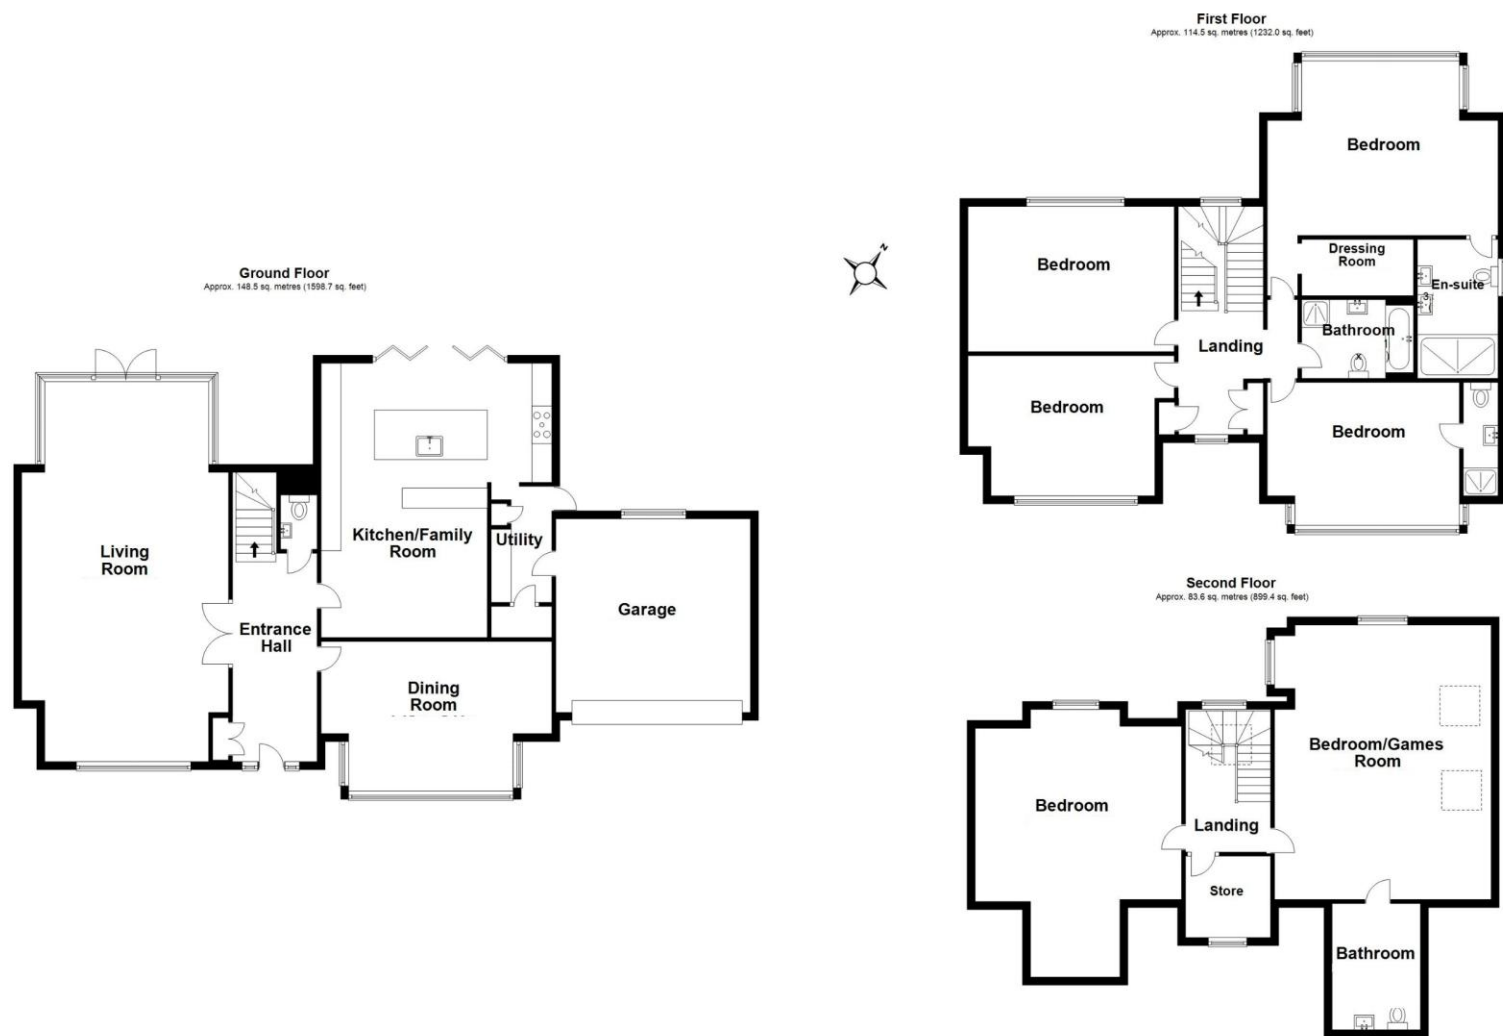 First Floor
Approx. 114.5 sq. metres (1232.0 sq. feet)
Bedroom
Bedroom
Dressing
Room
En-suite
Bathroom
Landing
Bedroom
Bedroom
N
Ground Floor
Approx. 148.5 sq. metres (1598.7 sq. feet)
Living
Room
Kitchen/Family
Room
Utility
Garage
Entrance
Hall
Dining
Room
Second Floor
Approx. 83.6 sq. metres (899.4 sq. feet)
Bedroom/Games
Room
Bedroom
Landing
Store
Bathroom